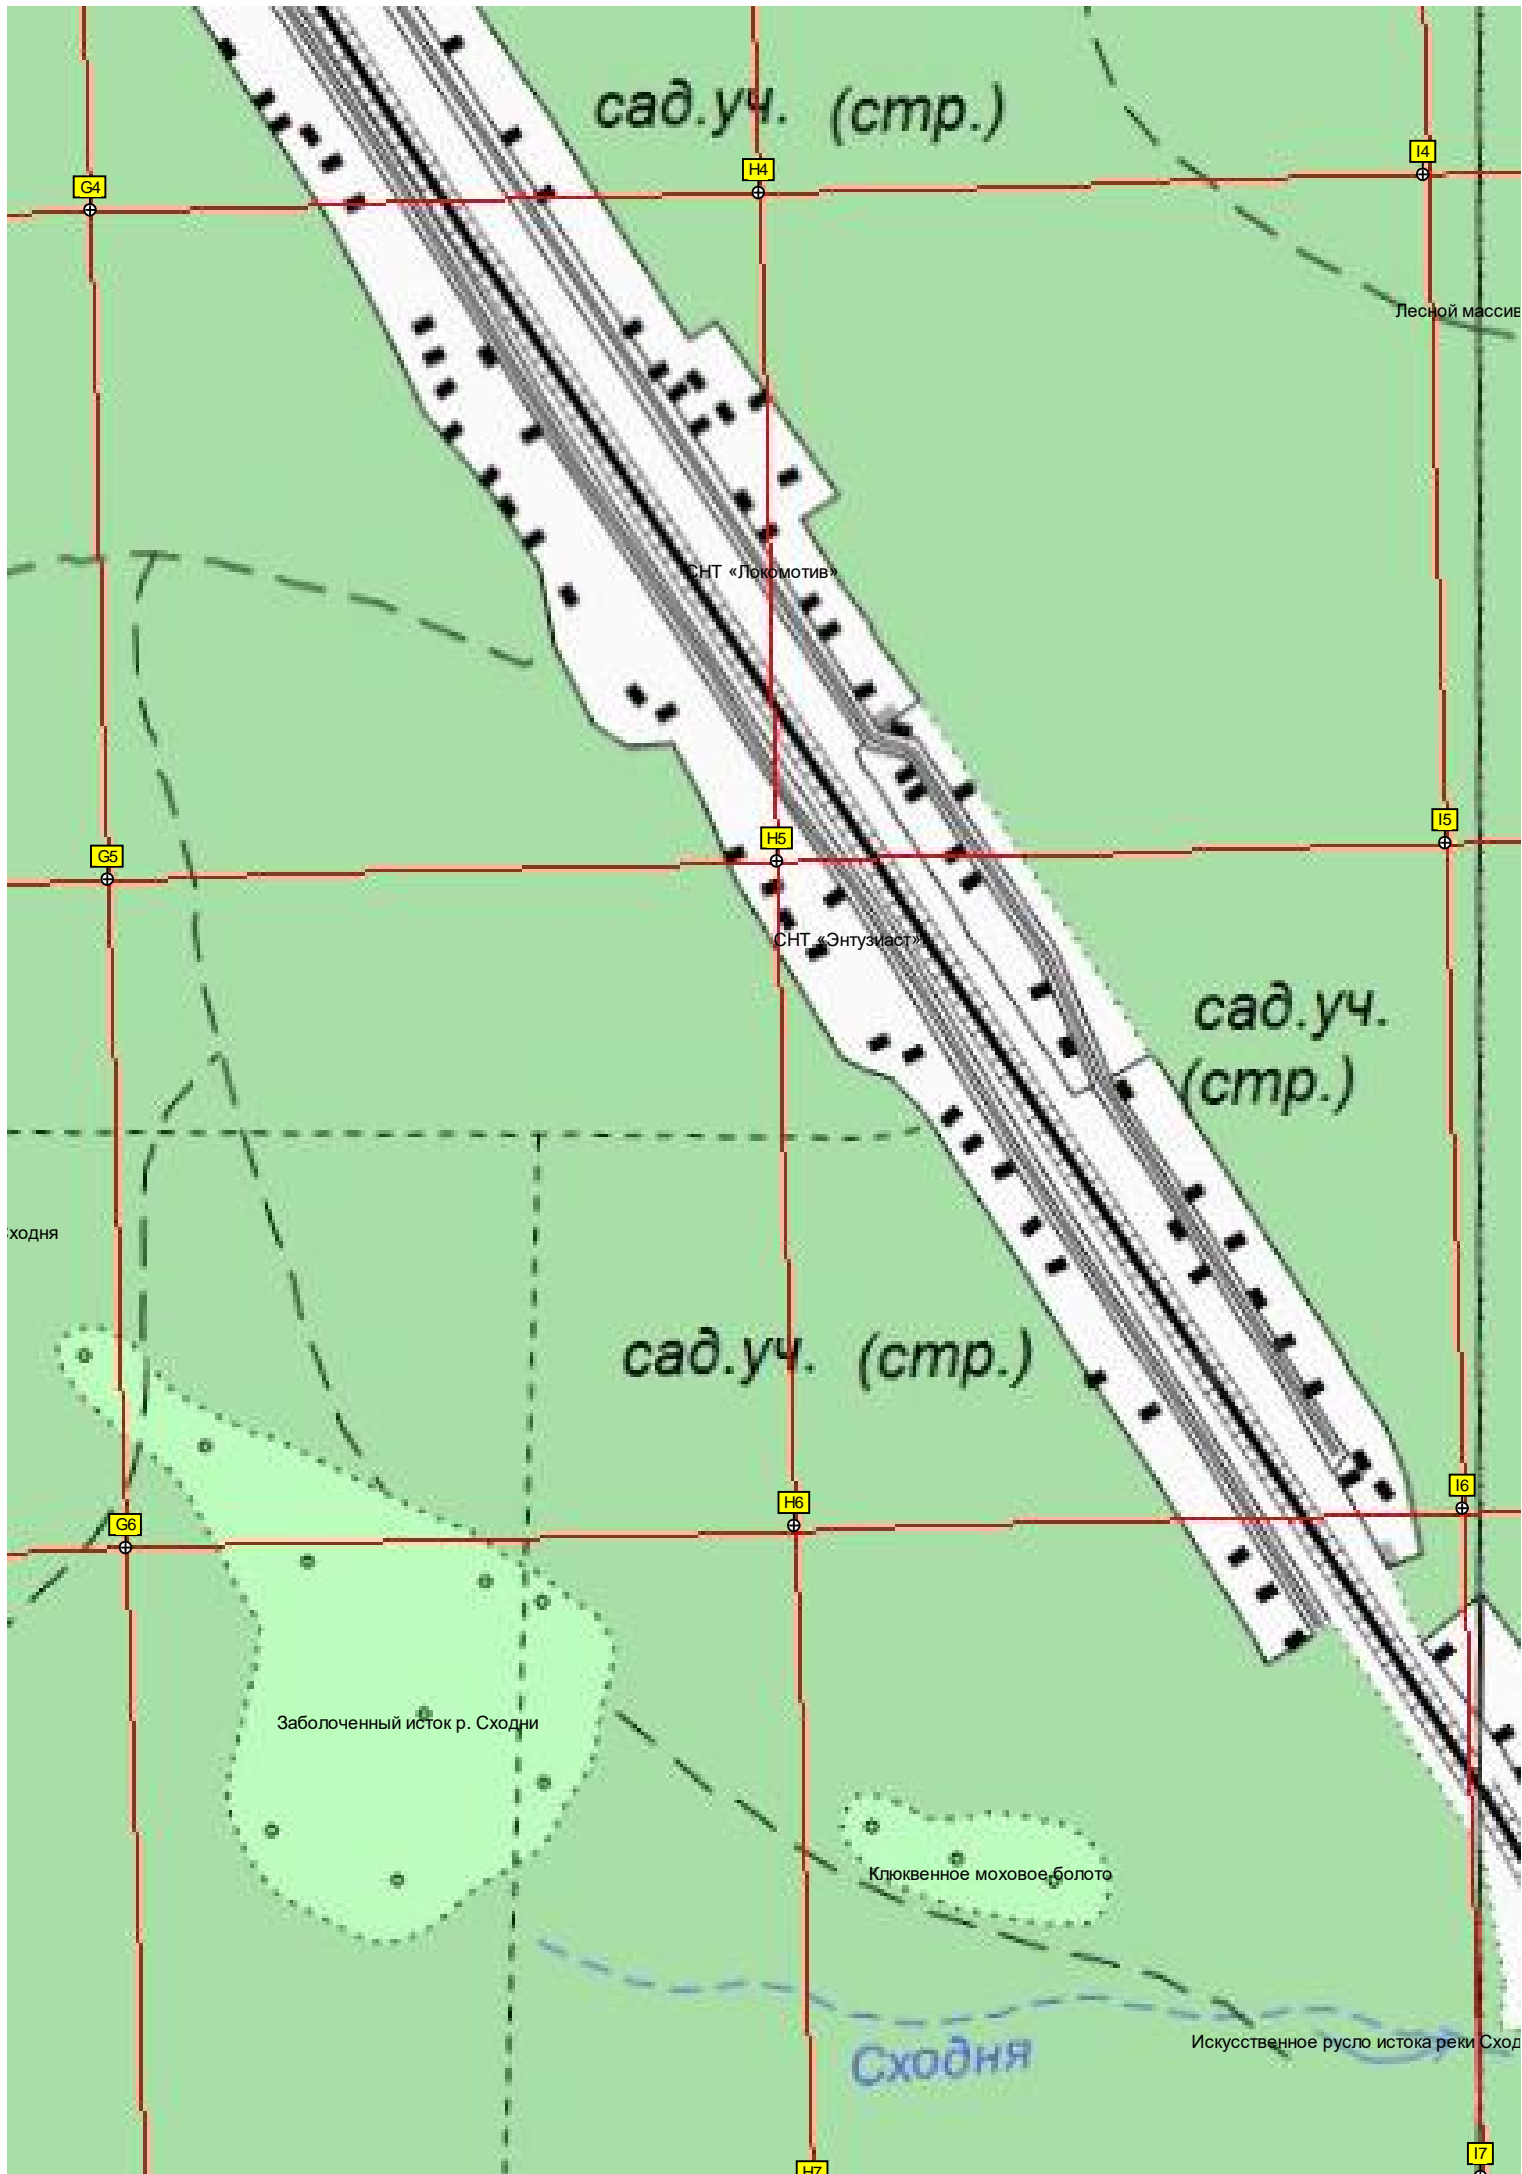 сад.уч. (стр.)
I4
H4
G4
Лесной массив
СНТ «Локомотив»
I5
H5
G5
СНТ «Энтузиаст»
сад.уч.
(стр.)
ходня
сад.уч. (стр.)
I6
H6
G6
Заболоченный исток р. Сходни
Клюквенное моховое болото
Искусственное русло истока реки Сход
Сходня
I7
H7